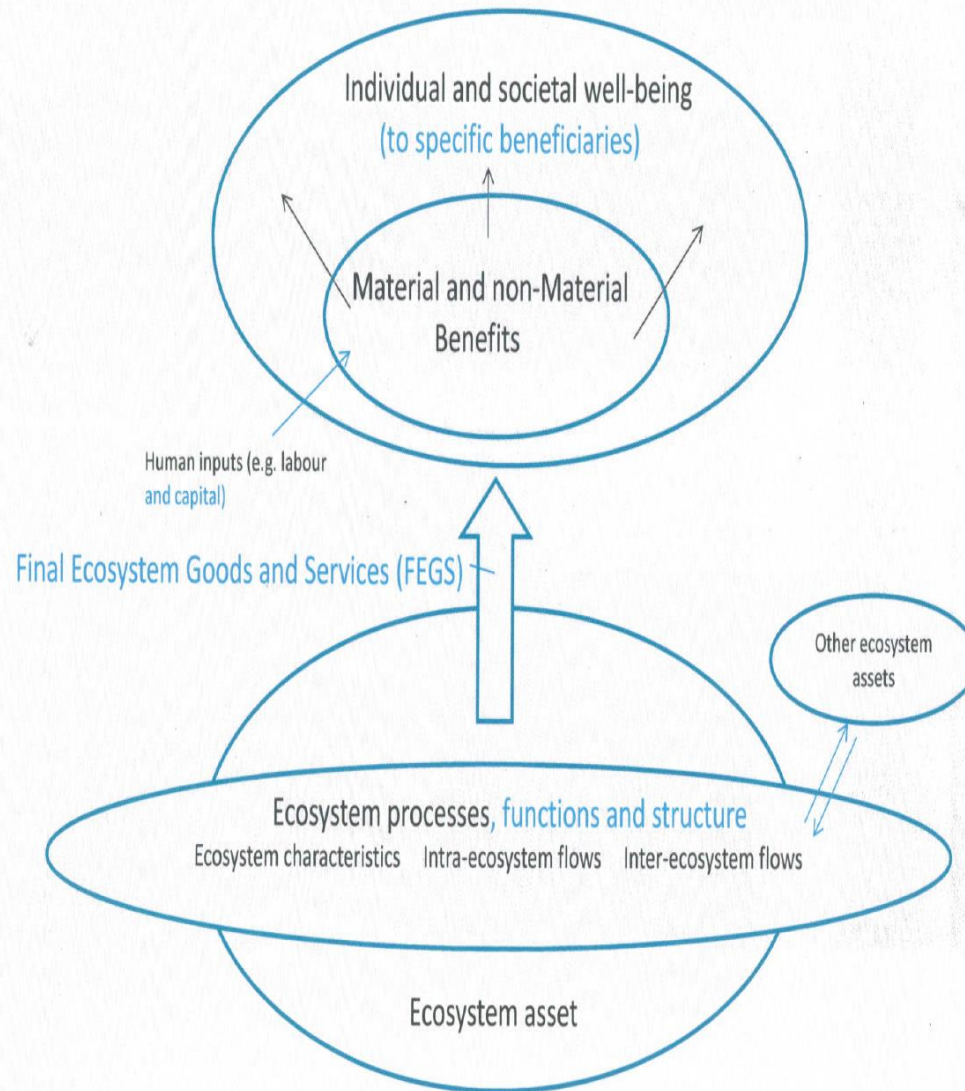 Individual and societal well-being
(to specific beneficiaries)
Material and non-Material
Benefits
Human inputs (e.g. labour
and capital)
Final Ecosystem Goods and Services (FEGS)
Other ecosystem
assets
Ecosystem processes, functions and structure
Ecosystem characteristics Intra-ecosystem flows Inter-ecosystem flows
Ecosystem asset